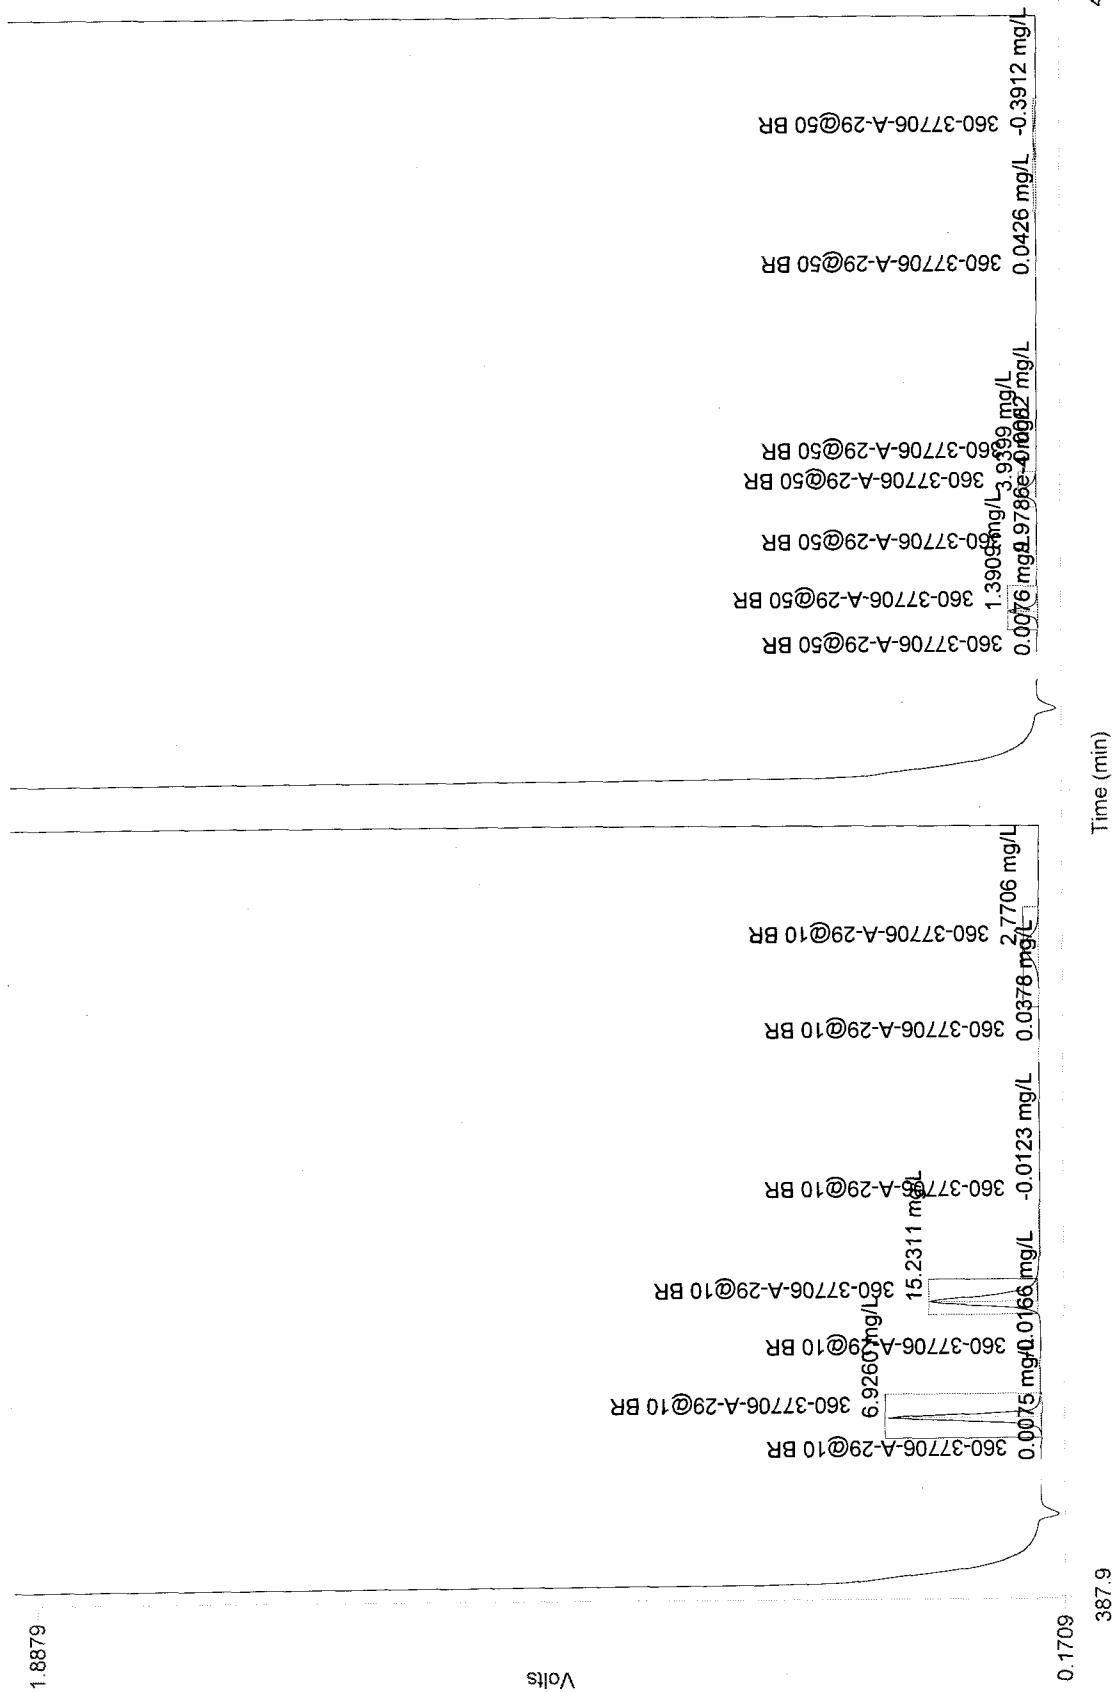 1.8879
Volts
0.1709
387.9
Time (min)
4
360-37706-A-29@10 BR
0.0075 mg/L
360-37706-A-29@10 BR
6.9260 mg/L
360-37706-A-29@10 BR
0.0166 mg/L
360-37706-A-29@10 BR
15.2311 mg/L
360-37706-A-29@10 BR
-0.0123 mg/L
360-37706-A-29@10 BR
0.0378 mg/L
360-37706-A-29@10 BR
2.7706 mg/L
360-37706-A-29@50 BR
0.0076 mg/L
360-37706-A-29@50 BR
1.3909 mg/L
360-37706-A-29@50 BR
9.9786e-4 mg/L
360-37706-A-29@50 BR
3.9399 mg/L
360-37706-A-29@50 BR
mg/L
360-37706-A-29@50 BR
0.0426 mg/L
360-37706-A-29@50 BR
-0.3912 mg/L